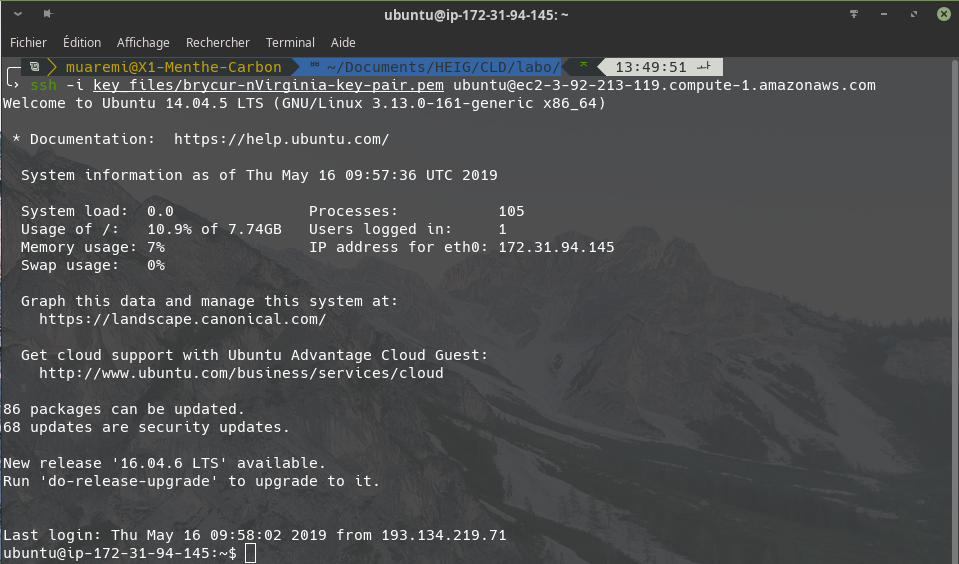 ubuntu@ip-172-31-94-145: ~
Fichier Édition Affichage Rechercher Terminal Aide
muaremi@X1-Menthe-Carbon ~/Documents/HEIG/CLD/labo/ 13:49:51
ssh -i key_files/brycur-nVirginia-key-pair.pem ubuntu@ec2-3-92-213-119.compute-1.amazonaws.com
Welcome to Ubuntu 14.04.5 LTS (GNU/Linux 3.13.0-161-generic x86_64)
* Documentation: https://help.ubuntu.com/
System information as of Thu May 16 09:57:36 UTC 2019
System load: 0.0 Processes: 105
Usage of /: 10.9% of 7.74GB Users logged in: 1
Memory usage: 7% IP address for eth0: 172.31.94.145
Swap usage: 0%
Graph this data and manage this system at:
https://landscape.canonical.com/
Get cloud support with Ubuntu Advantage Cloud Guest:
http://www.ubuntu.com/business/services/cloud
86 packages can be updated.
68 updates are security updates.
New release '16.04.6 LTS' available.
Run 'do-release-upgrade' to upgrade to it.
Last login: Thu May 16 09:58:02 2019 from 193.134.219.71
ubuntu@ip-172-31-94-145:~$